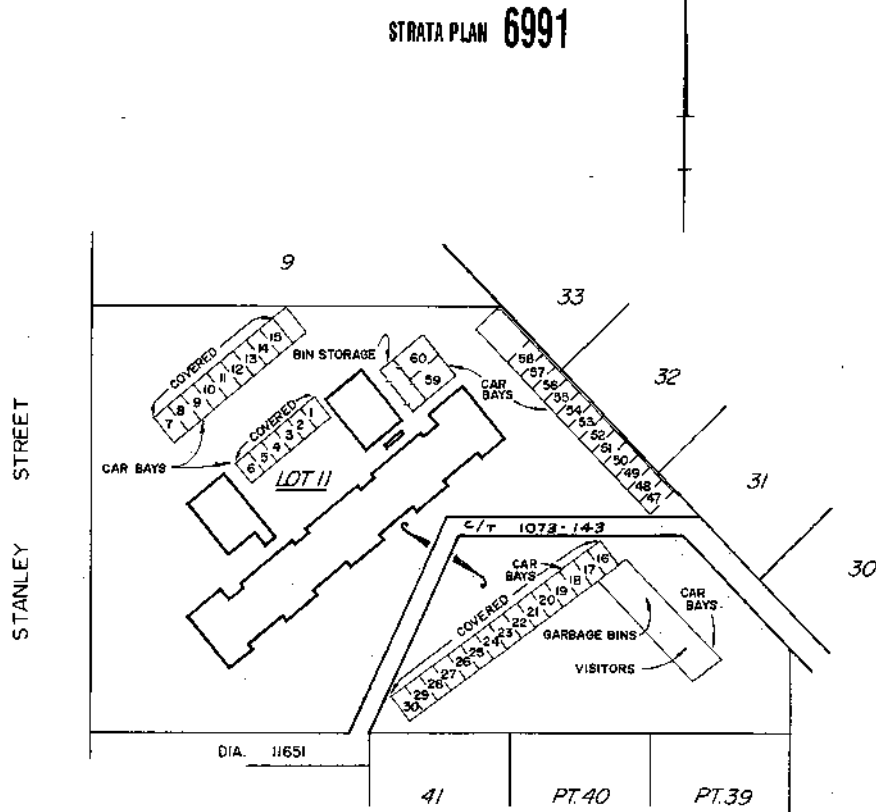 STRATA PLAN 6991
9
33
32
31
30
STANLEY STREET
COVERED
7 8 9 10 11 12 13 14 15
BIN STORAGE
60
59
CAR BAYS
58 57 56 55 54 53 52 51 50 49 48 47
COVERED
6 5 4 3 2 1
CAR BAYS
LOT 11
C/T 1073-143
CAR BAYS
COVERED
30 29 28 27 26 25 24 23 22 21 20 19 18 17 16
GARBAGE BINS
CAR BAYS
VISITORS
DIA. 11651
41
PT.40
PT.39